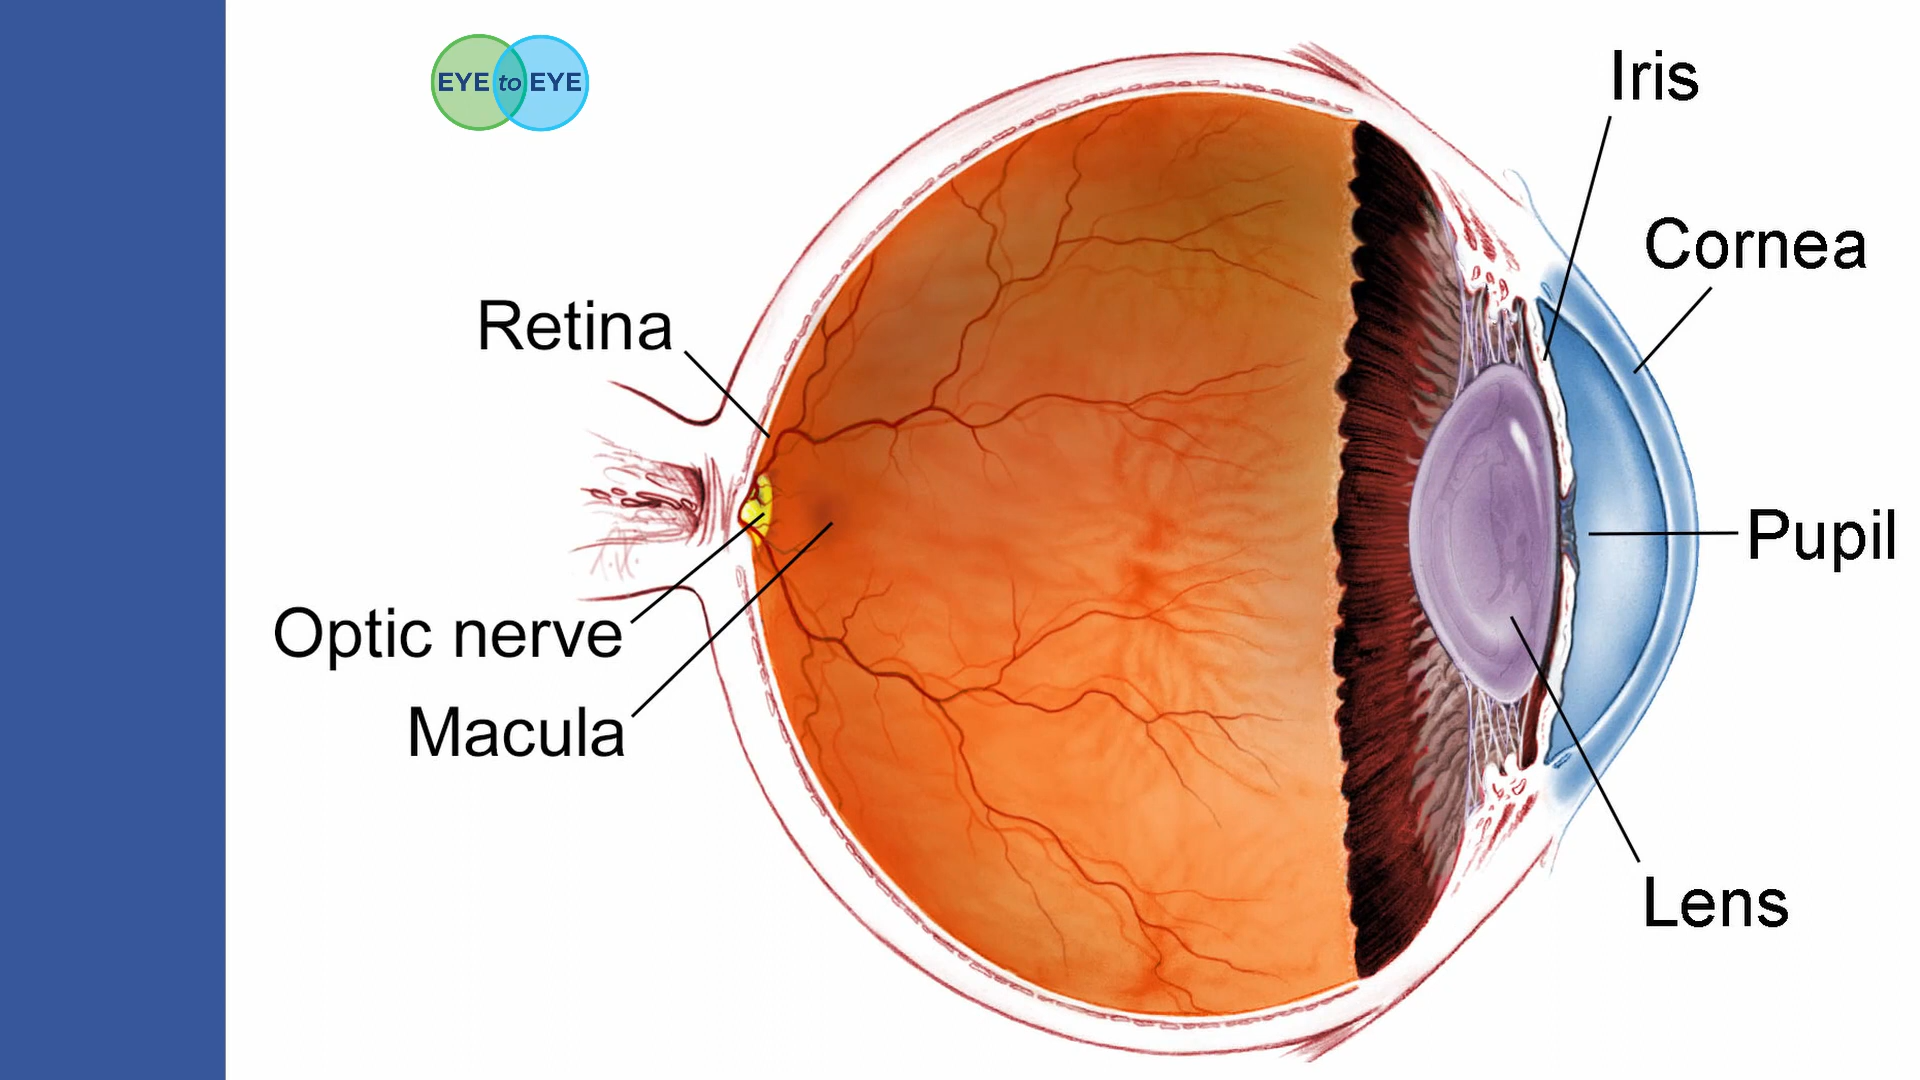 EYE to EYE
Iris
Cornea
Retina
Pupil
Optic nerve
Macula
Lens